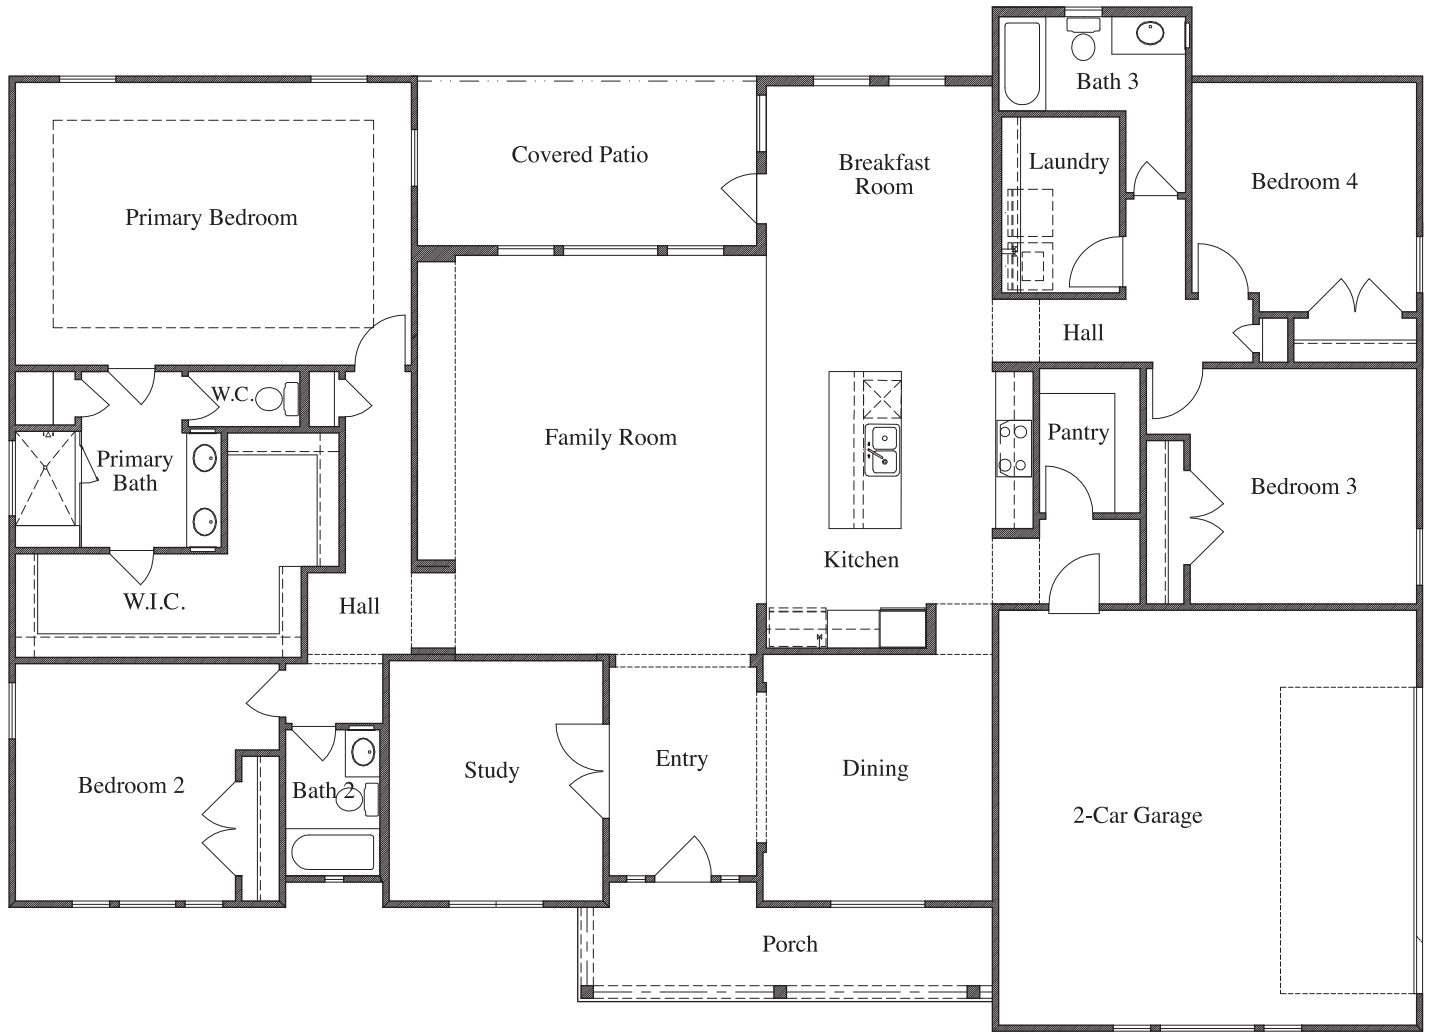 Bath 3
Covered Patio
Breakfast
Room
Laundry
Bedroom 4
Primary Bedroom
Hall
W.C.
Family Room
Pantry
Primary
Bath
Bedroom 3
Kitchen
W.I.C.
Hall
Bedroom 2
Bath 2
Study
Entry
Dining
2-Car Garage
Porch